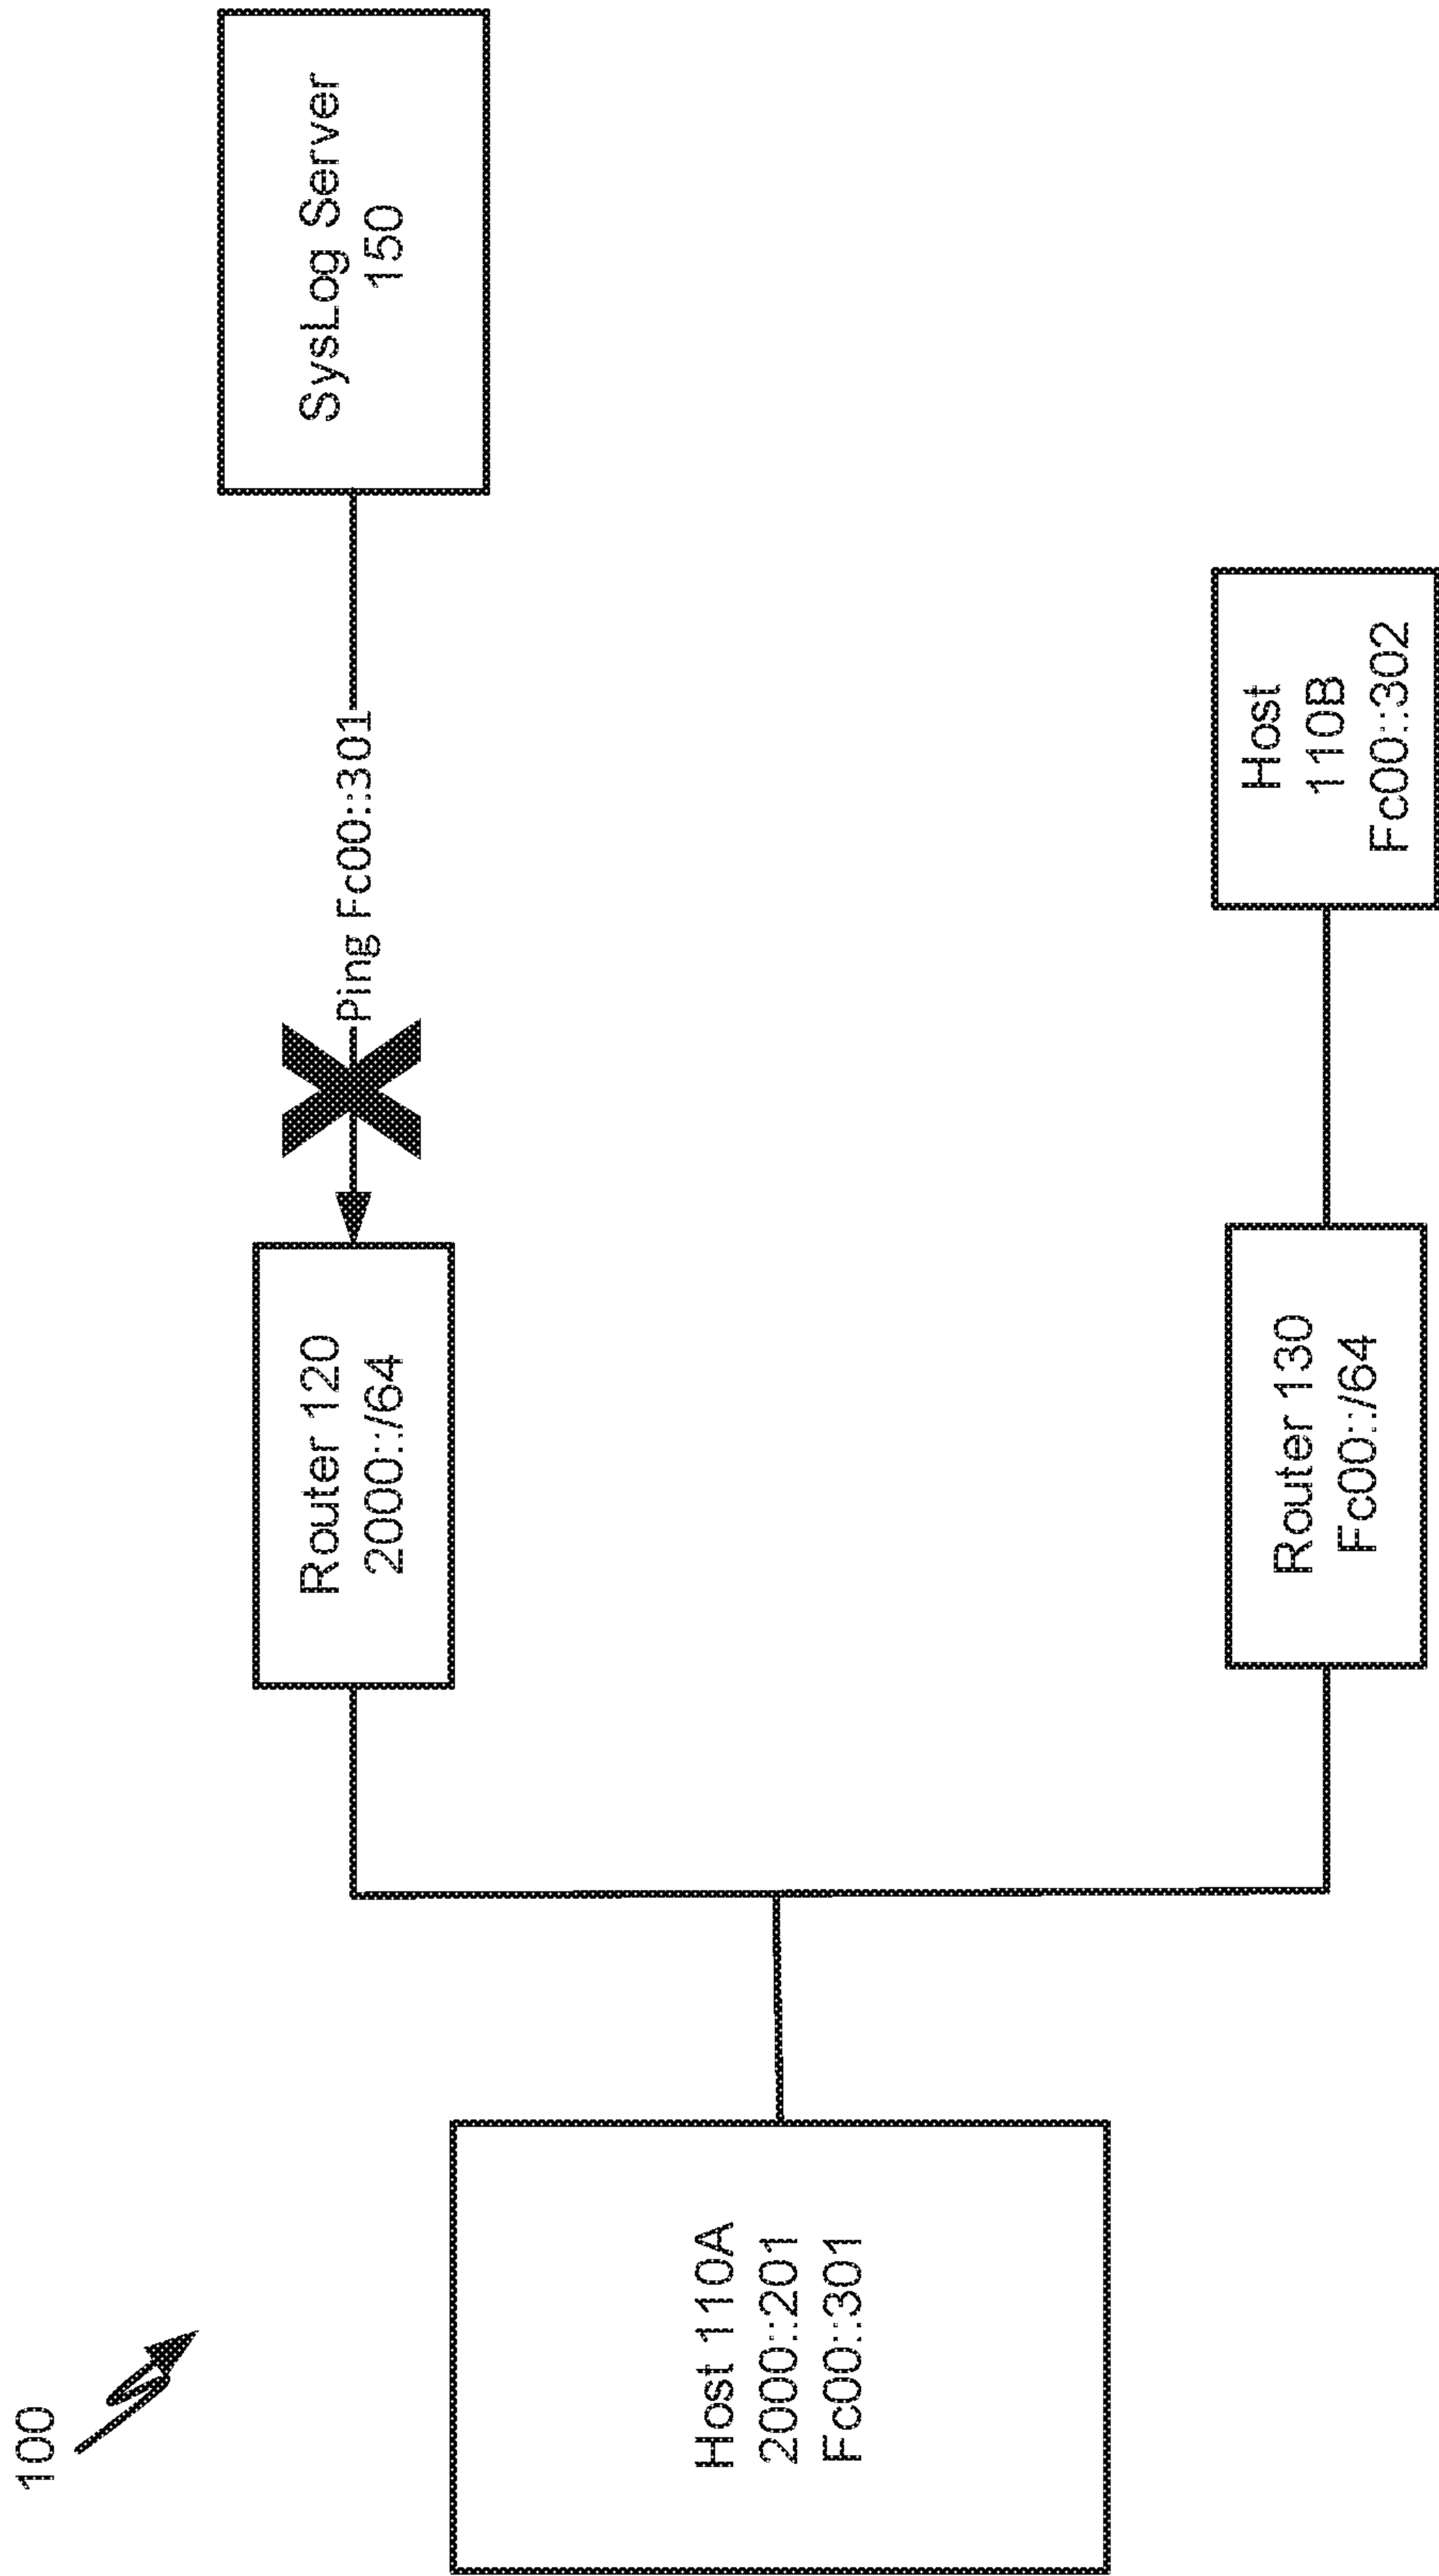 100
Host 110A
2000::201
Fc00::301
Router 120
2000::/64
Ping Fc00::301
SysLog Server
150
Router 130
Fc00::/64
Host
110B
Fc00::302